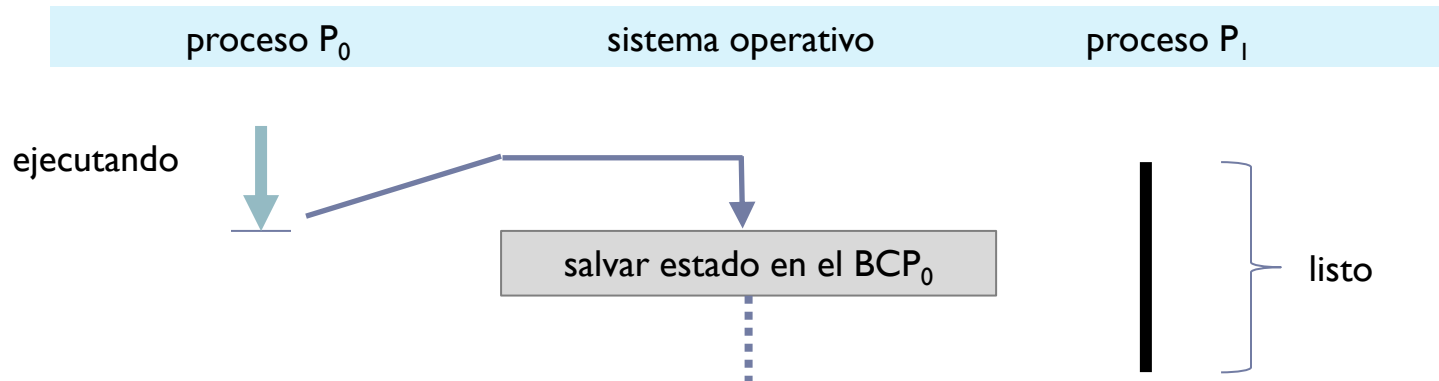 proceso P₀ sistema operativo proceso P₁
ejecutando
salvar estado en el BCP₀
listo